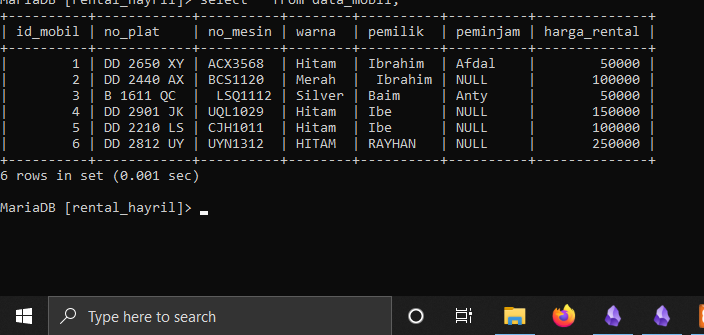 MariaDB [rental_hayril]> select * from data_mobil;
+----------+------------+----------+--------+----------+----------+--------------+
| id_mobil | no_plat    | no_mesin | warna  | pemilik  | peminjam | harga_rental |
+----------+------------+----------+--------+----------+----------+--------------+
|        1 | DD 2650 XY | ACX3568  | Hitam  | Ibrahim  | Afdal    |        50000 |
|        2 | DD 2440 AX | BCS1120  | Merah  |  Ibrahim | NULL     |       100000 |
|        3 | B 1611 QC  |  LSQ1112 | Silver | Baim     | Anty     |        50000 |
|        4 | DD 2901 JK | UQL1029  | Hitam  | Ibe      | NULL     |       150000 |
|        5 | DD 2210 LS | CJH1011  | Hitam  | Ibe      | NULL     |       100000 |
|        6 | DD 2812 UY | UYN1312  | HITAM  | RAYHAN   | NULL     |       250000 |
+----------+------------+----------+--------+----------+----------+--------------+
6 rows in set (0.001 sec)
MariaDB [rental_hayril]> _
Type here to search